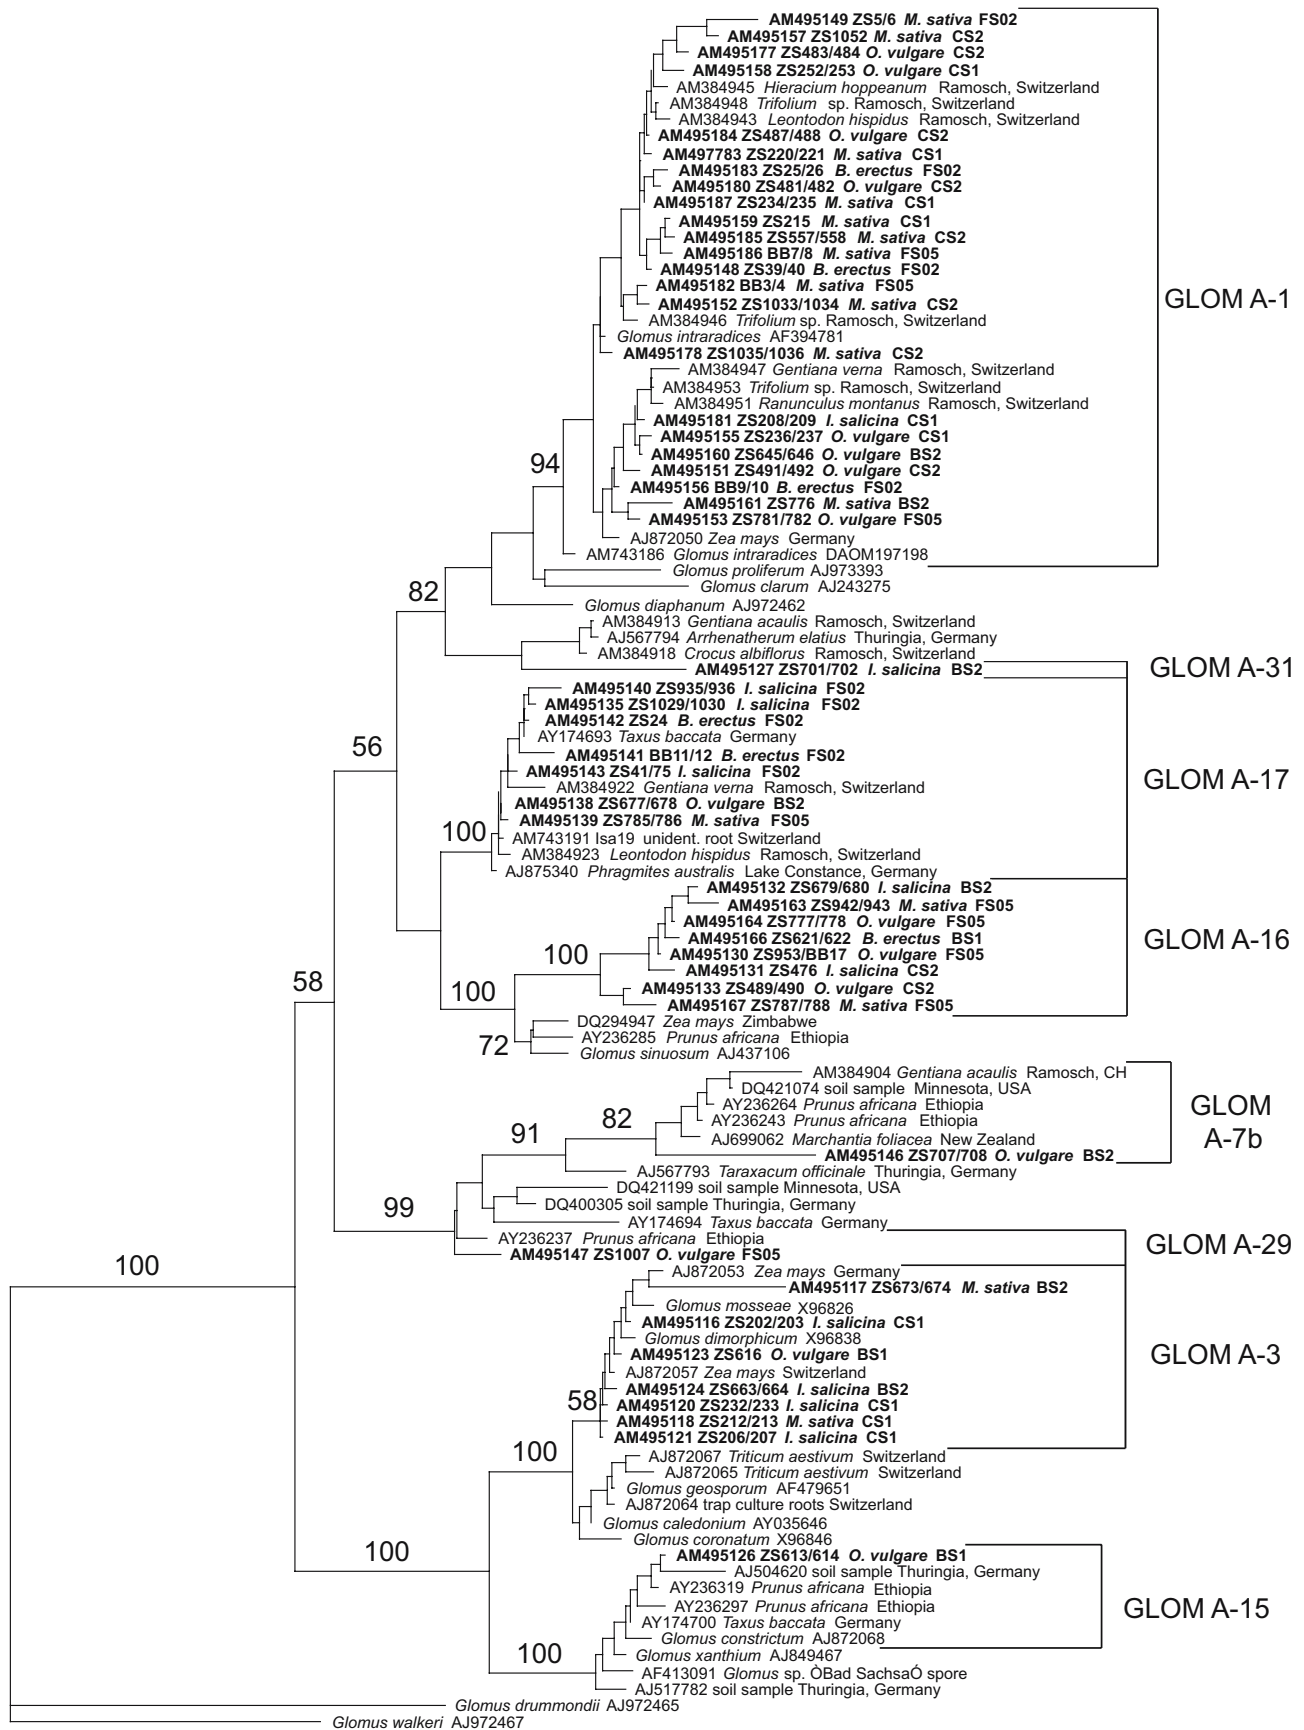 AM495149 ZS5/6 M. sativa FS02
AM495157 ZS1052 M. sativa CS2
AM495177 ZS483/484 O. vulgare CS2
AM495158 ZS252/253 O. vulgare CS1
AM384945 Hieracium hoppeanum Ramosch, Switzerland
AM384948 Trifolium sp. Ramosch, Switzerland
AM384943 Leontodon hispidus Ramosch, Switzerland
AM495184 ZS487/488 O. vulgare CS2
AM497783 ZS220/221 M. sativa CS1
AM495183 ZS25/26 B. erectus FS02
AM495180 ZS481/482 O. vulgare CS2
AM495187 ZS234/235 M. sativa CS1
AM495159 ZS215 M. sativa CS1
AM495185 ZS557/558 M. sativa CS2
AM495186 BB7/8 M. sativa FS05
AM495148 ZS39/40 B. erectus FS02
AM495182 BB3/4 M. sativa FS05
GLOM A-1
AM495152 ZS1033/1034 M. sativa CS2
AM384946 Trifolium sp. Ramosch, Switzerland
Glomus intraradices AF394781
AM495178 ZS1035/1036 M. sativa CS2
AM384947 Gentiana verna Ramosch, Switzerland
AM384953 Trifolium sp. Ramosch, Switzerland
AM384951 Ranunculus montanus Ramosch, Switzerland
AM495181 ZS208/209 I. salicina CS1
AM495155 ZS236/237 O. vulgare CS1
AM495160 ZS645/646 O. vulgare BS2
94
AM495151 ZS491/492 O. vulgare CS2
AM495156 BB9/10 B. erectus FS02
AM495161 ZS776 M. sativa BS2
AM495153 ZS781/782 O. vulgare FS05
AJ872050 Zea mays Germany
AM743186 Glomus intraradices DAOM197198
Glomus proliferum AJ973393
Glomus clarum AJ243275
82
Glomus diaphanum AJ972462
AM384913 Gentiana acaulis Ramosch, Switzerland
AJ567794 Arrhenatherum elatius Thuringia, Germany
AM384918 Crocus albiflorus Ramosch, Switzerland
AM495127 ZS701/702 I. salicina BS2
GLOM A-31
AM495140 ZS935/936 I. salicina FS02
AM495135 ZS1029/1030 I. salicina FS02
AM495142 ZS24 B. erectus FS02
AY174693 Taxus baccata Germany
56
AM495141 BB11/12 B. erectus FS02
AM495143 ZS41/75 I. salicina FS02
GLOM A-17
AM384922 Gentiana verna Ramosch, Switzerland
AM495138 ZS677/678 O. vulgare BS2
AM495139 ZS785/786 M. sativa FS05
100
AM743191 Isa19 unident. root Switzerland
AM384923 Leontodon hispidus Ramosch, Switzerland
AJ875340 Phragmites australis Lake Constance, Germany
AM495132 ZS679/680 I. salicina BS2
AM495163 ZS942/943 M. sativa FS05
AM495164 ZS777/778 O. vulgare FS05
AM495166 ZS621/622 B. erectus BS1
GLOM A-16
100
AM495130 ZS953/BB17 O. vulgare FS05
AM495131 ZS476 I. salicina CS2
58
100
AM495133 ZS489/490 O. vulgare CS2
AM495167 ZS787/788 M. sativa FS05
DQ294947 Zea mays Zimbabwe
AY236285 Prunus africana Ethiopia
72
Glomus sinuosum AJ437106
AM384904 Gentiana acaulis Ramosch, CH
DQ421074 soil sample Minnesota, USA
AY236264 Prunus africana Ethiopia
GLOM
A-7b
82
AY236243 Prunus africana Ethiopia
91
AJ699062 Marchantia foliacea New Zealand
AM495146 ZS707/708 O. vulgare BS2
AJ567793 Taraxacum officinale Thuringia, Germany
DQ421199 soil sample Minnesota, USA
DQ400305 soil sample Thuringia, Germany
99
AY174694 Taxus baccata Germany
AY236237 Prunus africana Ethiopia
GLOM A-29
AM495147 ZS1007 O. vulgare FS05
100
AJ872053 Zea mays Germany
AM495117 ZS673/674 M. sativa BS2
Glomus mosseae X96826
AM495116 ZS202/203 I. salicina CS1
Glomus dimorphicum X96838
AM495123 ZS616 O. vulgare BS1
GLOM A-3
AJ872057 Zea mays Switzerland
AM495124 ZS663/664 I. salicina BS2
58
AM495120 ZS232/233 I. salicina CS1
AM495118 ZS212/213 M. sativa CS1
AM495121 ZS206/207 I. salicina CS1
100
AJ872067 Triticum aestivum Switzerland
AJ872065 Triticum aestivum Switzerland
Glomus geosporum AF479651
AJ872064 trap culture roots Switzerland
Glomus caledonium AY035646
Glomus coronatum X96846
100
AM495126 ZS613/614 O. vulgare BS1
AJ504620 soil sample Thuringia, Germany
AY236319 Prunus africana Ethiopia
AY236297 Prunus africana Ethiopia
GLOM A-15
AY174700 Taxus baccata Germany
Glomus constrictum AJ872068
100
Glomus xanthium AJ849467
AF413091 Glomus sp. ÒBad SachsaÓ spore
AJ517782 soil sample Thuringia, Germany
Glomus drummondii AJ972465
Glomus walkeri AJ972467